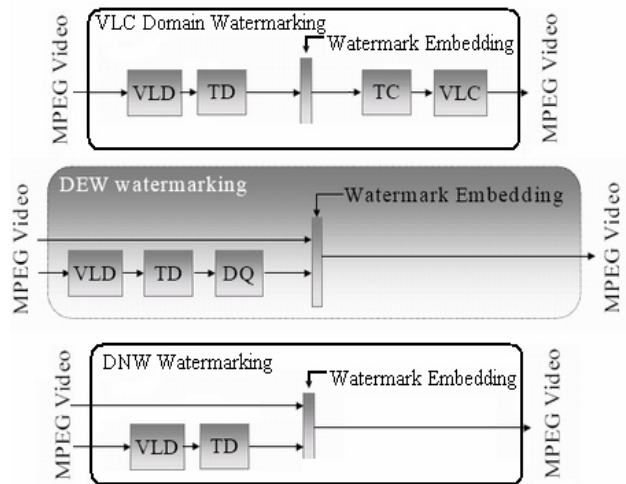 VLC Domain Watermarking
Watermark Embedding
MPEG Video
VLD
TD
TC
VLC
MPEG Video
DEW watermarking
Watermark Embedding
MPEG Video
VLD
TD
DQ
MPEG Video
DNW Watermarking
Watermark Embedding
MPEG Video
VLD
TD
MPEG Video